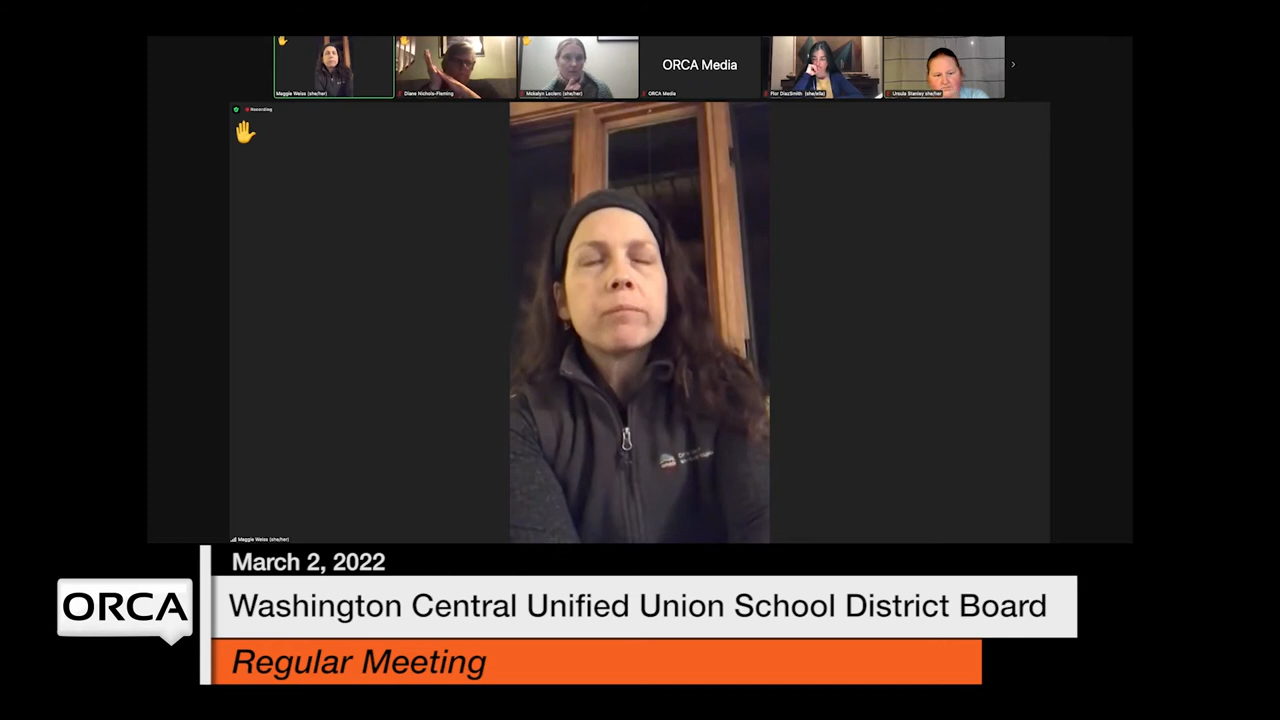 Maggie Weiss (she/her)
Diane Nichols-Fleming
Mckalyn Leclerc (she/her)
ORCA Media
ORCA Media
Flor DiazSmith (she/ella)
Ursula Stanley she/her
Recording
Maggie Weiss (she/her)
March 2, 2022
ORCA
Washington Central Unified Union School District Board
Regular Meeting